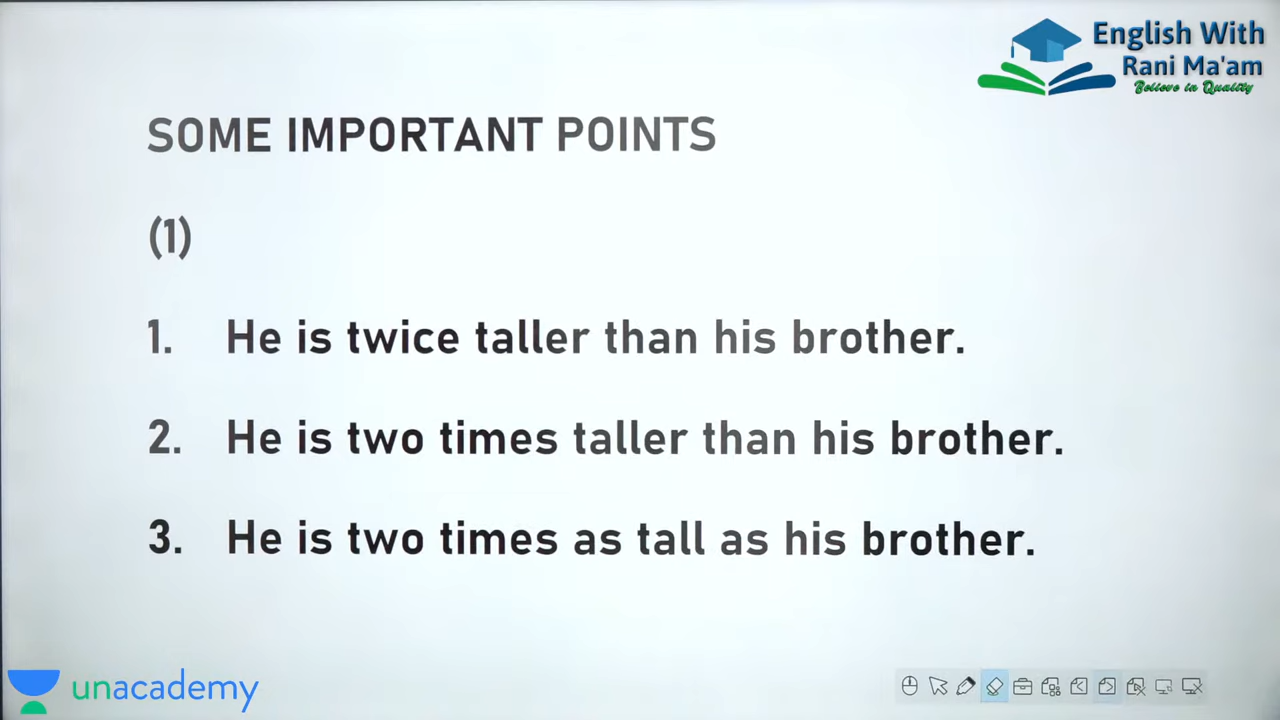 English With
Rani Ma'am
Believe in Quality
SOME IMPORTANT POINTS
(1)
1. He is twice taller than his brother.
2. He is two times taller than his brother.
3. He is two times as tall as his brother.
unacademy